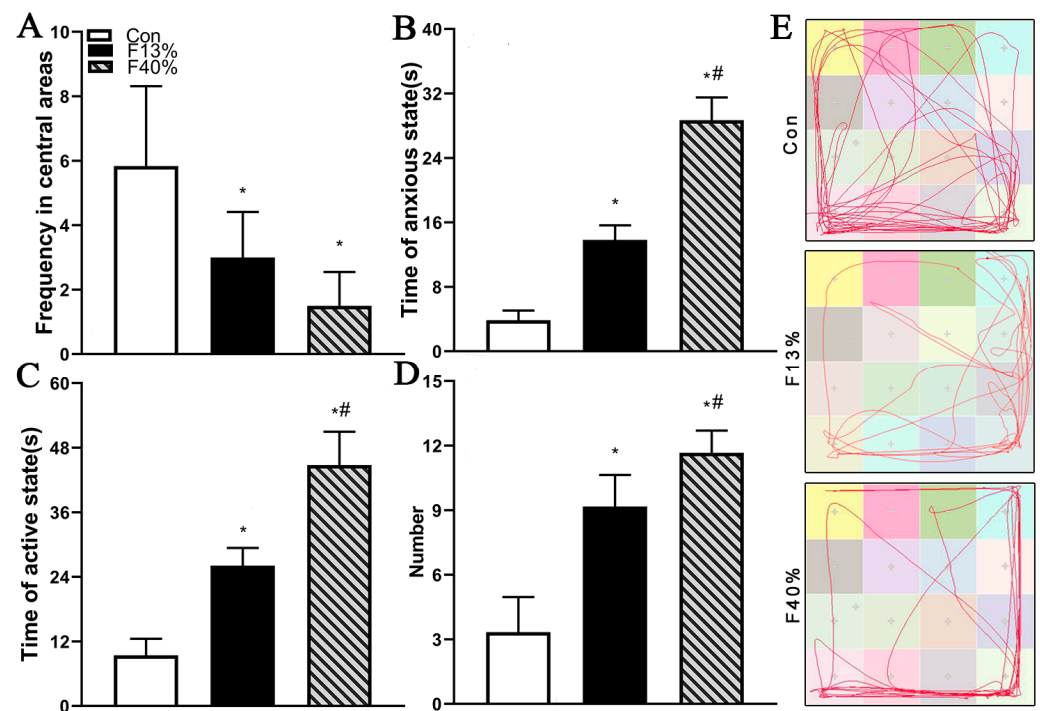 A
Frequency in central areas
10
8
6
4
2
0
Con
F13%
F40%
*
*
B
Time of anxious state(s)
40
32
24
16
8
0
*
*#
C
Time of active state(s)
60
48
36
24
12
0
*
*#
D
Number
15
12
9
6
3
0
*
*#
E
Con
F13%
F40%